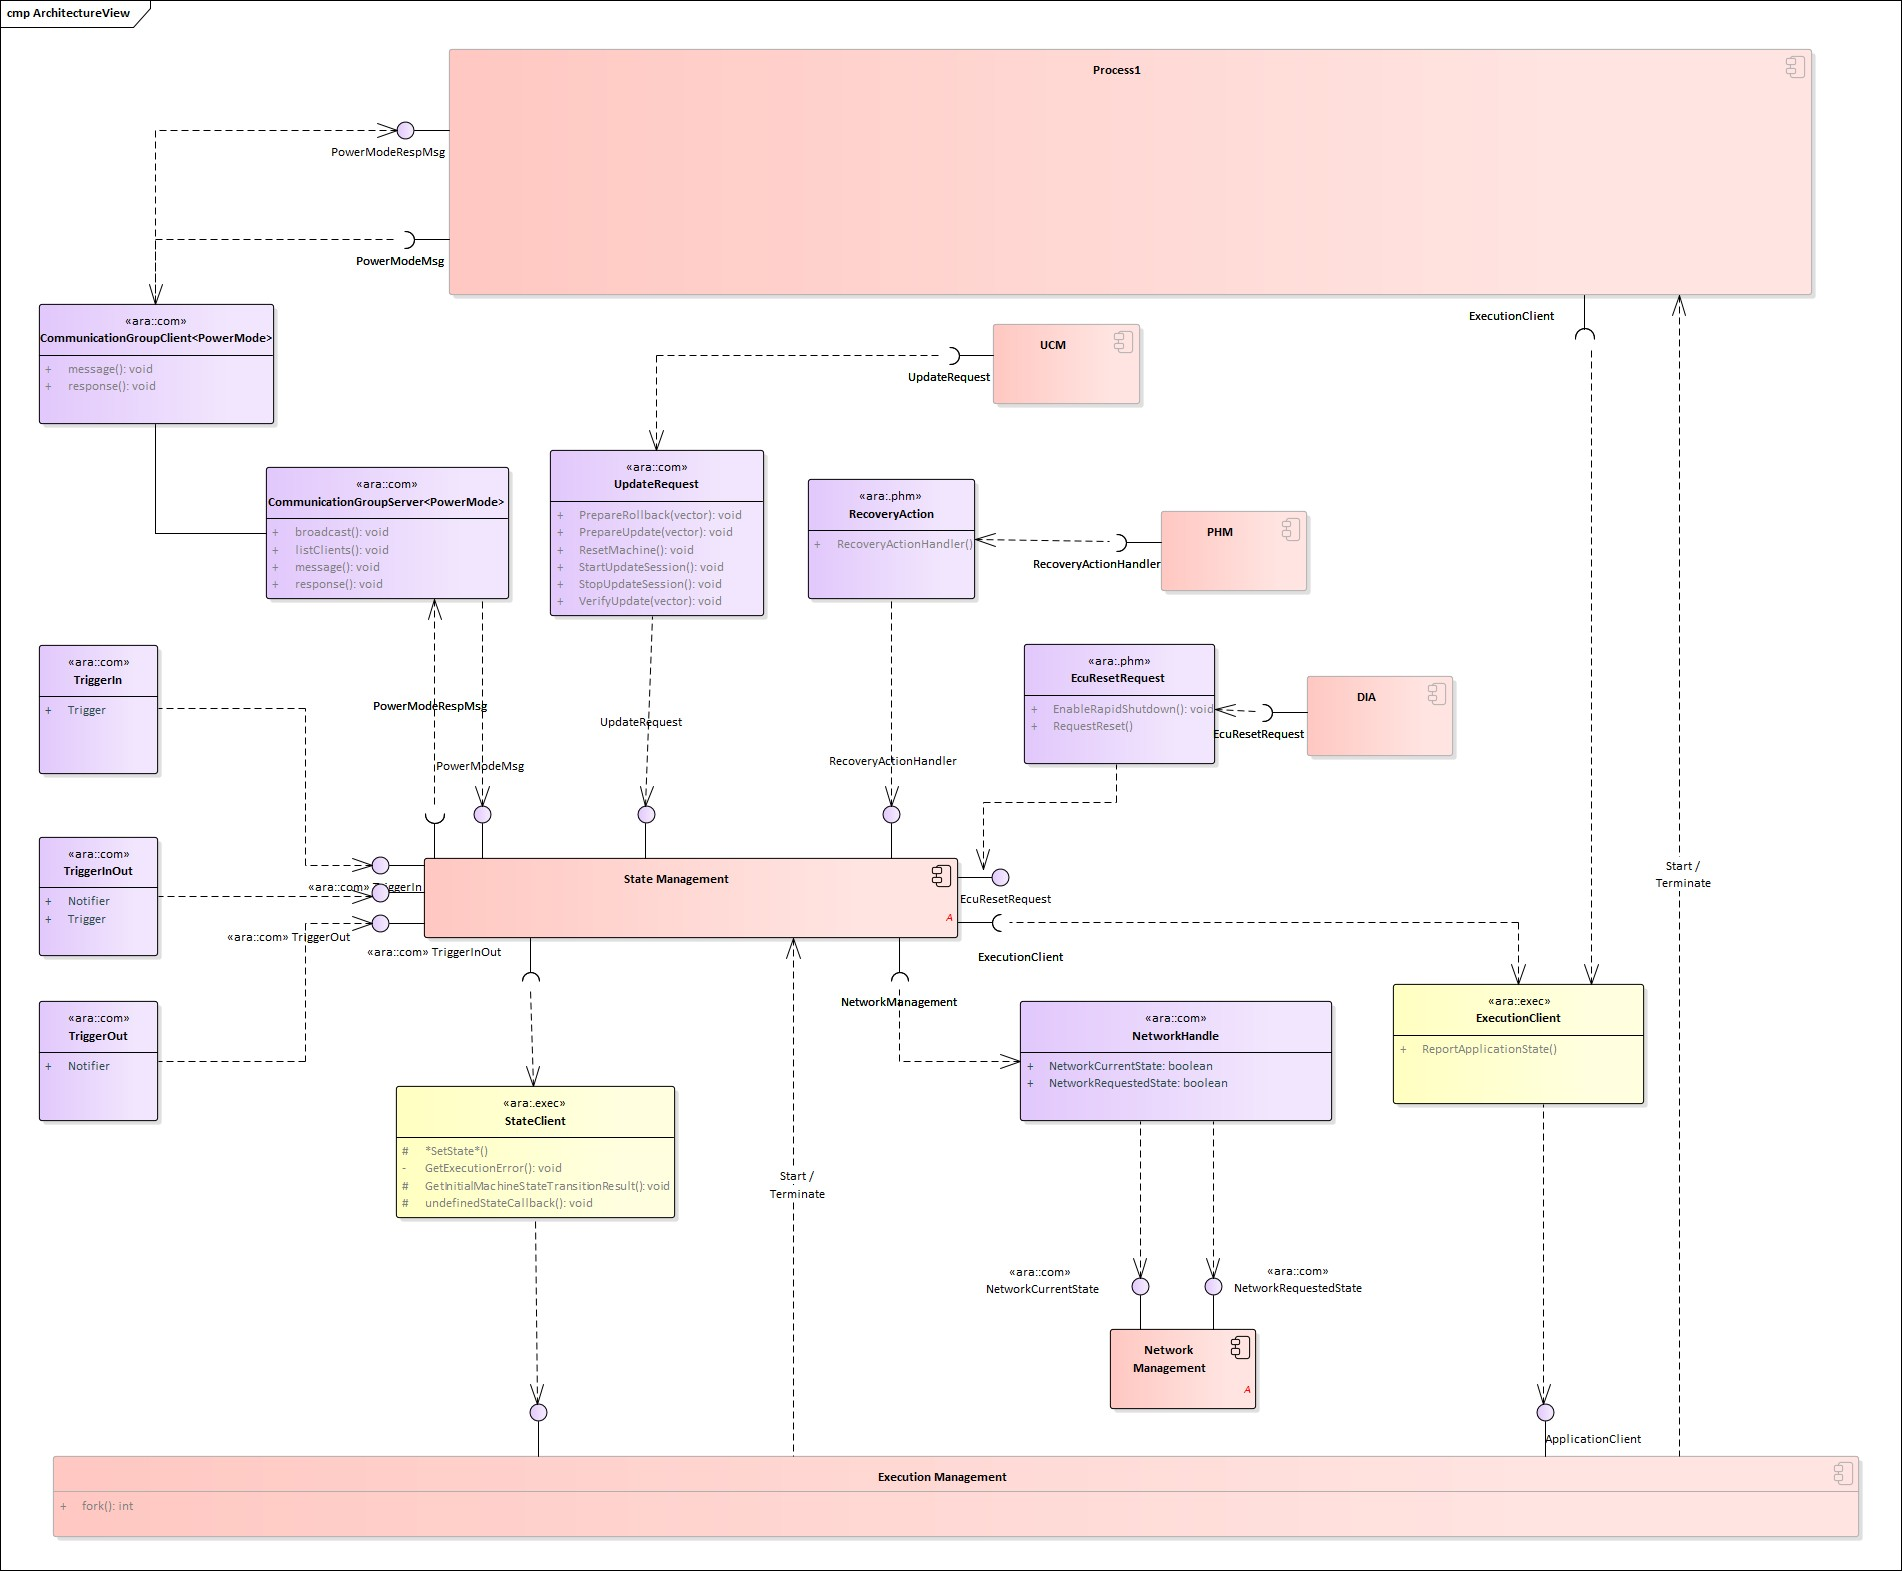 cmp ArchitectureView
Process1
PowerModeRespMsg
PowerModeMsg
«ara::com»
CommunicationGroupClient<PowerMode>
+ message(): void
+ response(): void
ExecutionClient
UCM
UpdateRequest
«ara::com»
CommunicationGroupServer<PowerMode>
+ broadcast(): void
+ listClients(): void
+ message(): void
+ response(): void
«ara::com»
UpdateRequest
+ PrepareRollback(vector): void
+ PrepareUpdate(vector): void
+ ResetMachine(): void
+ StartUpdateSession(): void
+ StopUpdateSession(): void
+ VerifyUpdate(vector): void
«ara::phm»
RecoveryAction
+ RecoveryActionHandler()
PHM
RecoveryActionHandler
«ara::com»
TriggerIn
+ Trigger
PowerModeRespMsg
PowerModeMsg
UpdateRequest
RecoveryActionHandler
«ara::phm»
EcuResetRequest
+ EnableRapidShutdown(): void
+ RequestReset()
DIA
EcuResetRequest
«ara::com»
TriggerInOut
+ Notifier
+ Trigger
«ara::com» TriggerIn
«ara::com» TriggerOut
«ara::com» TriggerInOut
State Management
A
EcuResetRequest
ExecutionClient
NetworkManagement
Start /
Terminate
«ara::com»
TriggerOut
+ Notifier
«ara::exec»
StateClient
# *SetState*()
- GetExecutionError(): void
# GetInitialMachineStateTransitionResult(): void
# undefinedStateCallback(): void
Start /
Terminate
«ara::com»
NetworkHandle
+ NetworkCurrentState: boolean
+ NetworkRequestedState: boolean
«ara::exec»
ExecutionClient
+ ReportApplicationState()
«ara::com»
NetworkCurrentState
«ara::com»
NetworkRequestedState
Network
Management
A
ApplicationClient
Execution Management
+ fork(): int